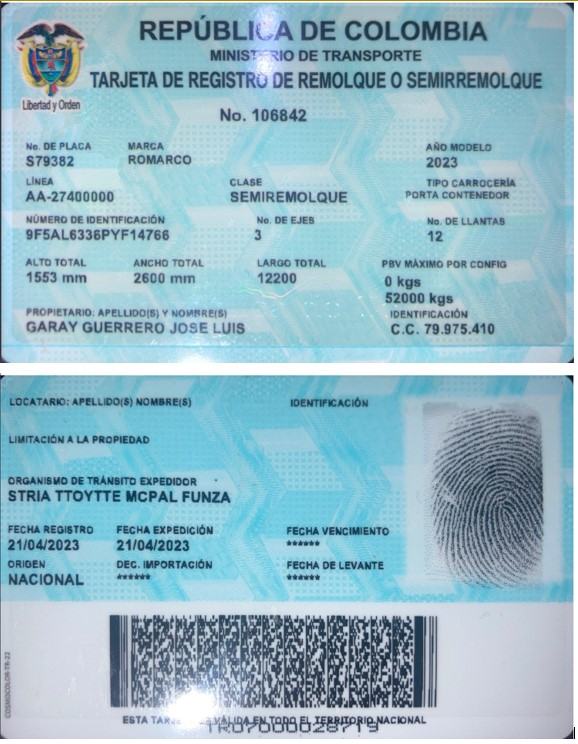 REPÚBLICA DE COLOMBIA
MINISTERIO DE TRANSPORTE
TARJETA DE REGISTRO DE REMOLQUE O SEMIRREMOLQUE
Libertad y Orden
No. 106842
No. DE PLACA MARCA AÑO MODELO
S79382 ROMARCO 2023
LÍNEA CLASE TIPO CARROCERÍA
AA-27400000 SEMIREMOLQUE PORTA CONTENEDOR
NÚMERO DE IDENTIFICACIÓN No. DE EJES No. DE LLANTAS
9F5AL6336PYF14766 3 12
ALTO TOTAL ANCHO TOTAL LARGO TOTAL PBV MÁXIMO POR CONFIG
1553 mm 2600 mm 12200 0 kgs
52000 kgs
PROPIETARIO: APELLIDO(S) Y NOMBRE(S) IDENTIFICACIÓN
GARAY GUERRERO JOSE LUIS C.C. 79.975.410
LOCATARIO: APELLIDO(S) NOMBRE(S) IDENTIFICACIÓN
LIMITACIÓN A LA PROPIEDAD
ORGANISMO DE TRÁNSITO EXPEDIDOR
STRIA TTOYTTE MCPAL FUNZA
FECHA REGISTRO FECHA EXPEDICIÓN FECHA VENCIMIENTO
21/04/2023 21/04/2023 ******
ORIGEN DEC. IMPORTACIÓN FECHA DE LEVANTE
NACIONAL ****** ******
COSMOCOLOR-TR-22
ESTA TARJETA ES VÁLIDA EN TODO EL TERRITORIO NACIONAL
TR07000028719